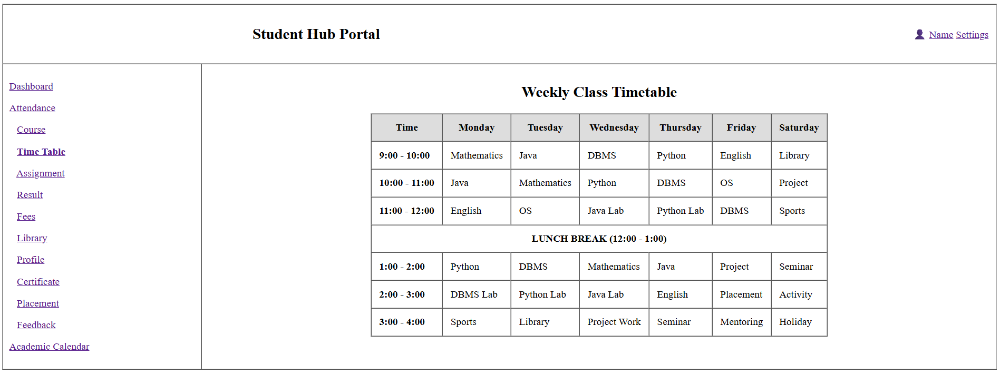 Student Hub Portal
Name Settings
Dashboard
Attendance
Course
Time Table
Assignment
Result
Fees
Library
Profile
Certificate
Placement
Feedback
Academic Calendar
Weekly Class Timetable
Time Monday Tuesday Wednesday Thursday Friday Saturday
9:00 - 10:00 Mathematics Java DBMS Python English Library
10:00 - 11:00 Java Mathematics Python DBMS OS Project
11:00 - 12:00 English OS Java Lab Python Lab DBMS Sports
LUNCH BREAK (12:00 - 1:00)
1:00 - 2:00 Python DBMS Mathematics Java Project Seminar
2:00 - 3:00 DBMS Lab Python Lab Java Lab English Placement Activity
3:00 - 4:00 Sports Library Project Work Seminar Mentoring Holiday